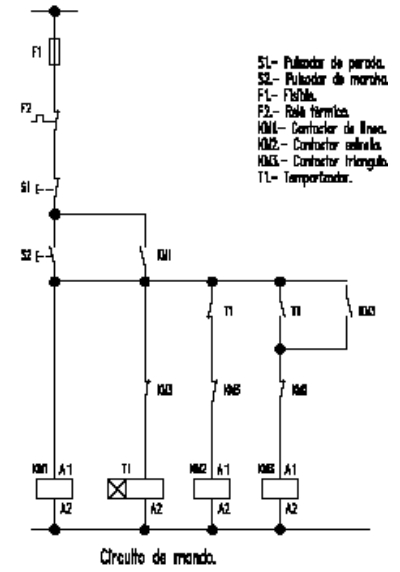 F1
S1.- Pulsador de parada.
S2.- Pulsador de marcha.
F1.- Fisible.
F2.- Relé térmico.
KM1.- Contactor de línea.
KM2.- Contactor estrella.
KM3.- Contactor triangulo.
T1.- Temporizador.
F2
S1
S2
KM1
T1
T1
KM3
KM3
KM3
KM1 A1
T1
KM2 A1
KM3 A1
A2
A2
A2
A2
Circuito de mando.